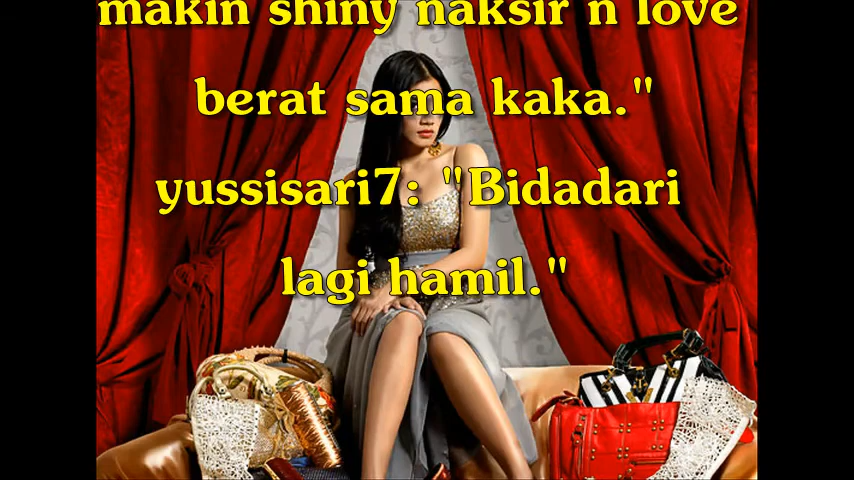 makin shiny naksir n love
berat sama kaka."
yussisari7: "Bidadari
lagi hamil."